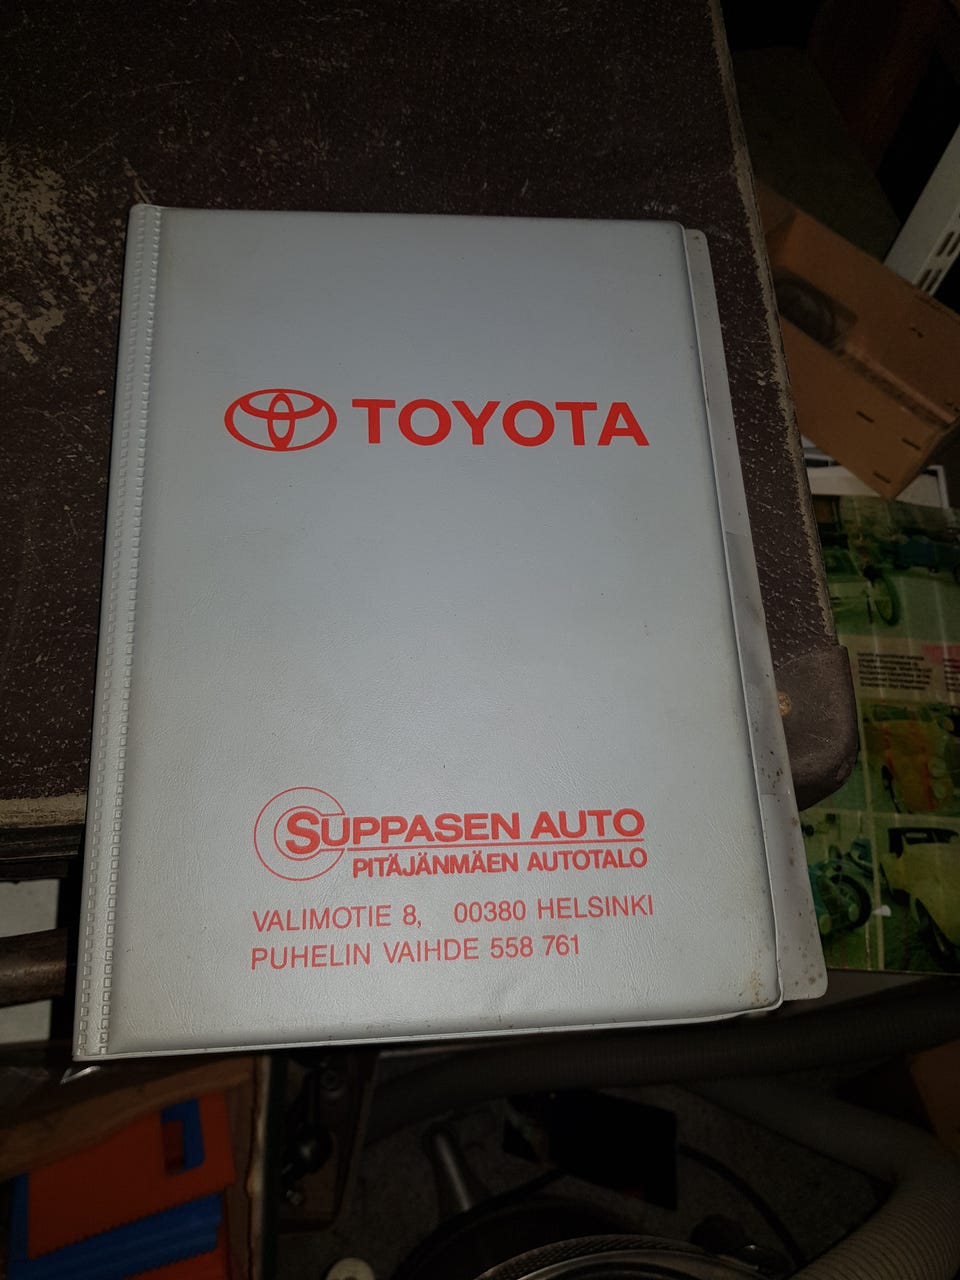 TOYOTA
SUPPASEN AUTO
PITÄJÄNMÄEN AUTOTALO
VALIMOTIE 8, 00380 HELSINKI
PUHELIN VAIHDE 558 761